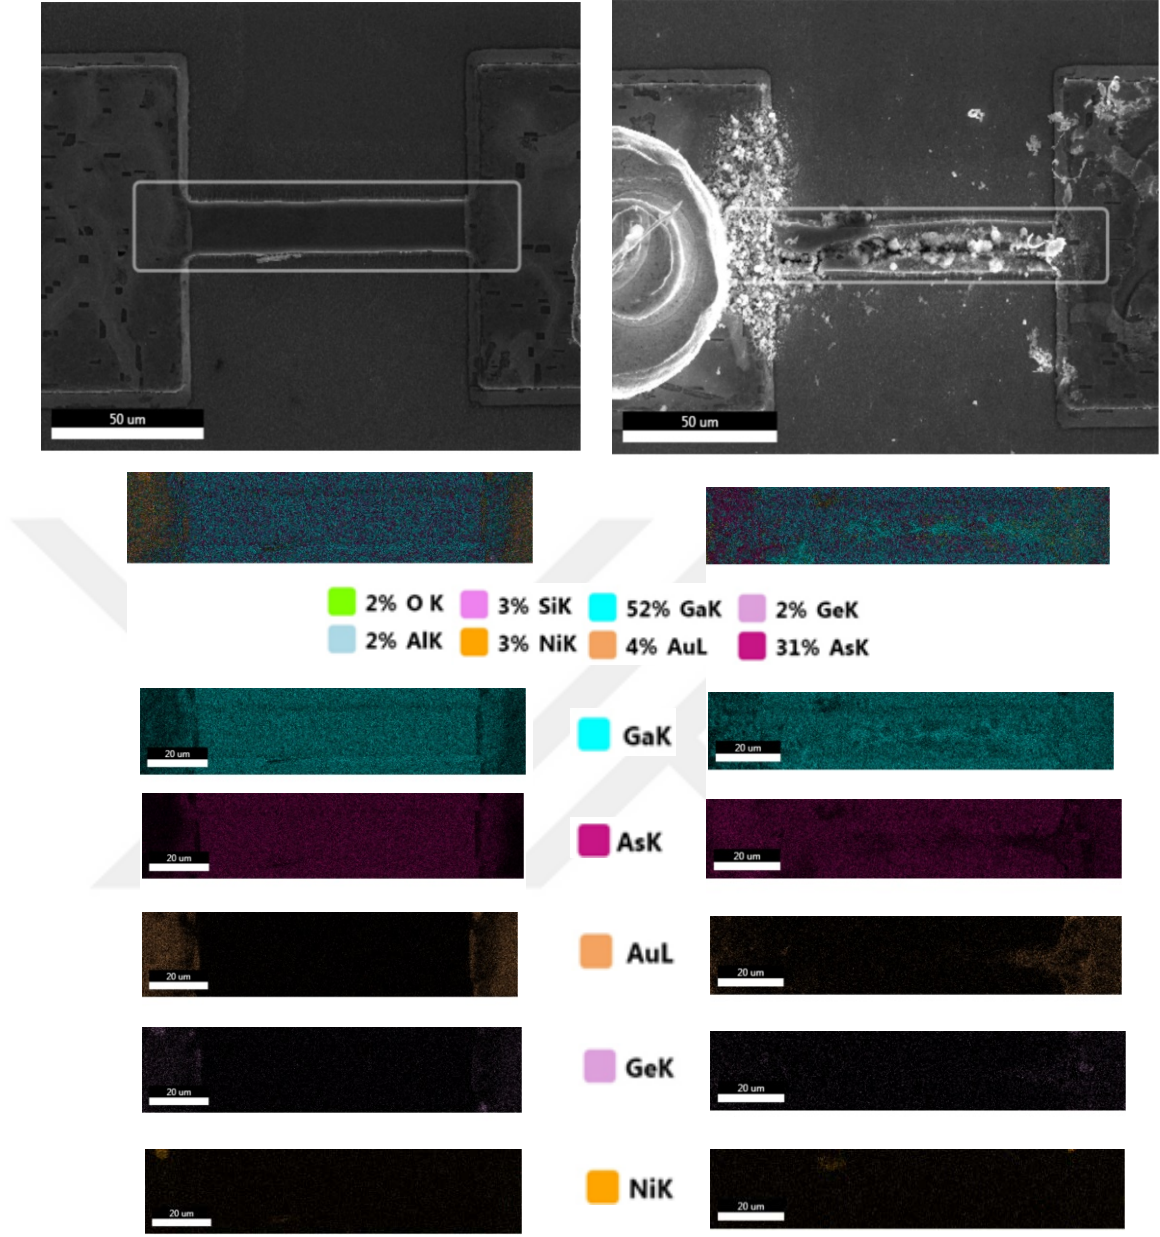 50 um
50 um
2% O K 3% SiK 52% GaK 2% GeK
2% AlK 3% NiK 4% AuL 31% AsK
20 um GaK 20 um
20 um AsK 20 um
20 um AuL 20 um
20 um GeK 20 um
20 um NiK 20 um